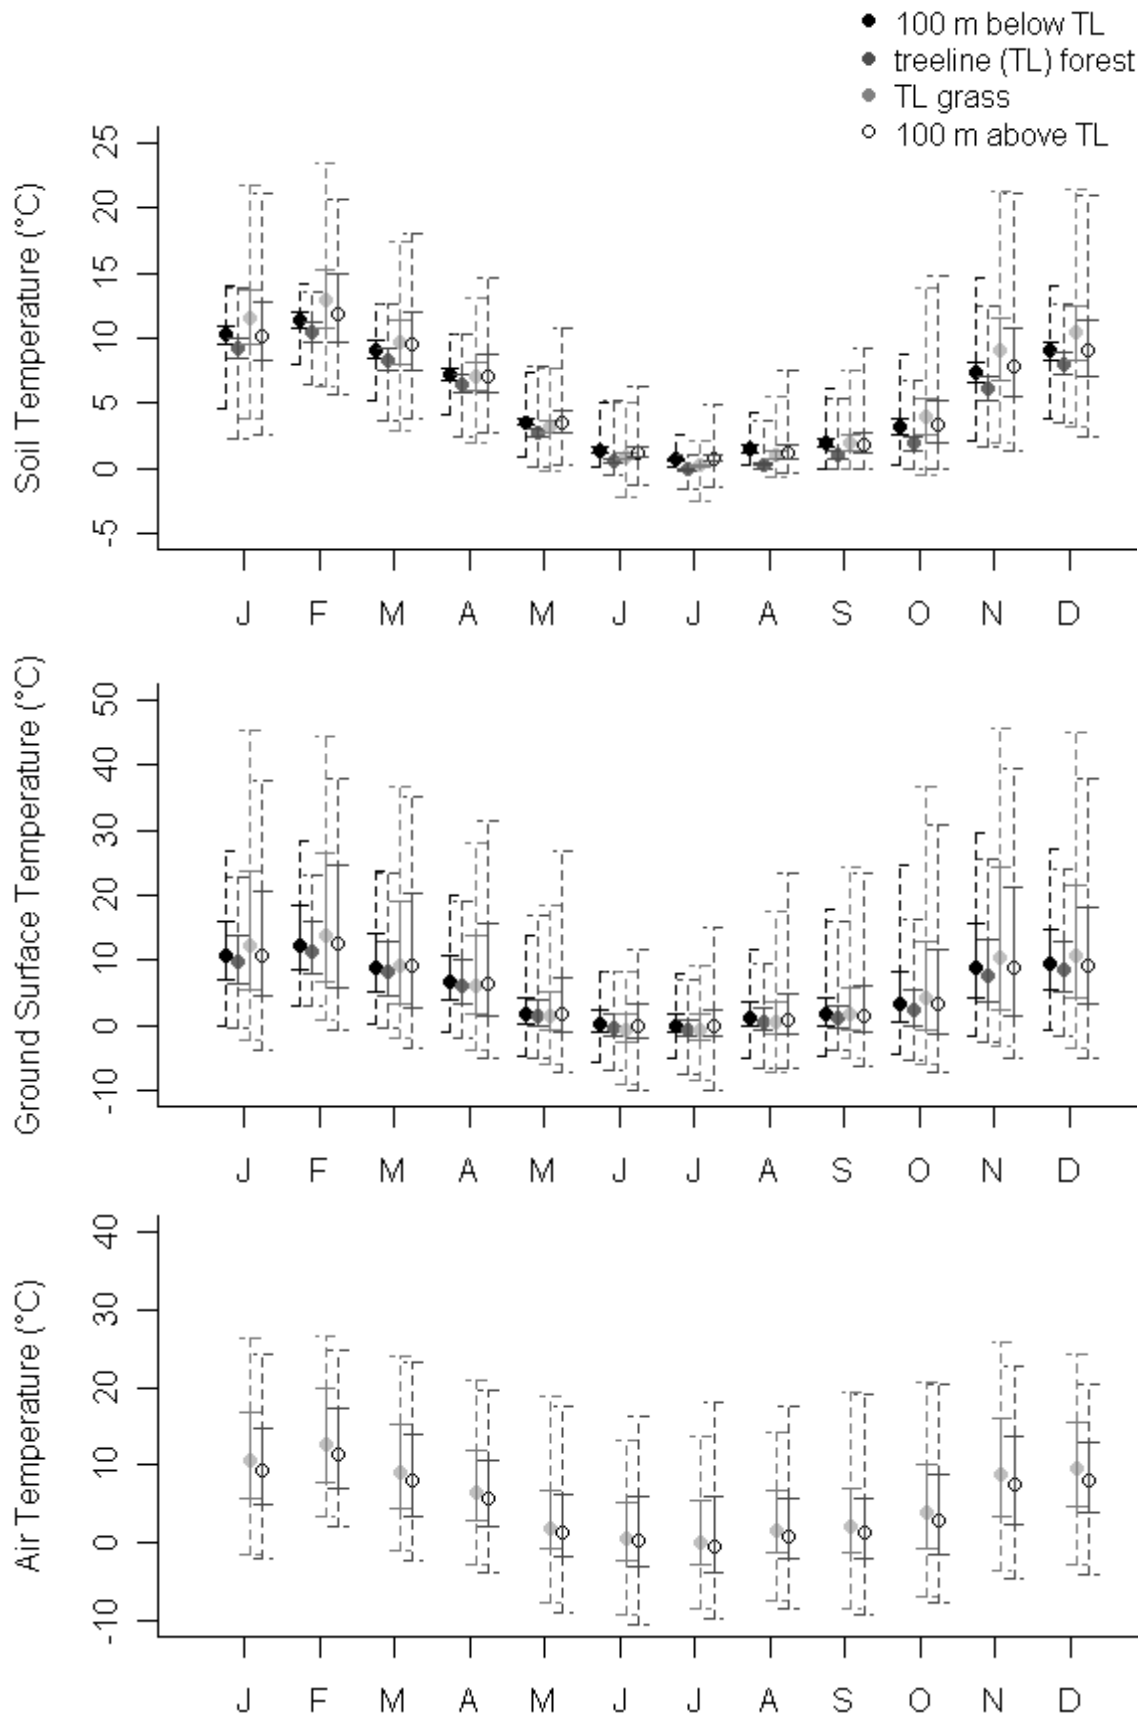 100 m below TL
treeline (TL) forest
TL grass
100 m above TL
Soil Temperature (°C)
25
20
15
10
5
0
-5
J F M A M J J A S O N D
Ground Surface Temperature (°C)
50
40
30
20
10
0
-10
J F M A M J J A S O N D
Air Temperature (°C)
40
30
20
10
0
-10
J F M A M J J A S O N D